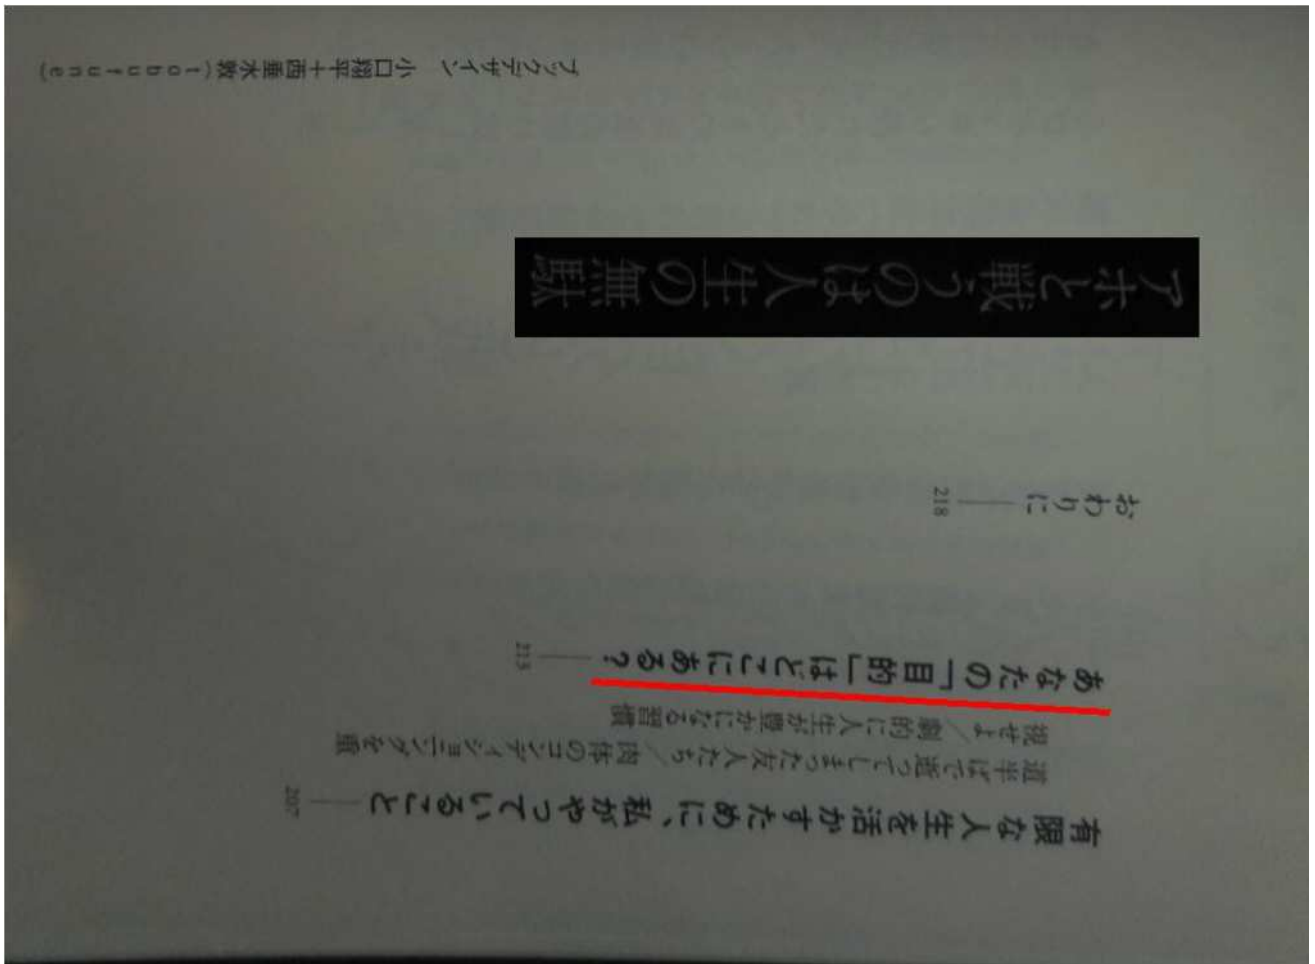 有限な人生を活かすために、私がやっていること —— 207
道半ばで逝ってしまった友人たち／肉体のコンディショニングを重
視せよ／劇的に人生が豊かになる習慣
あなたの「目的」はどこにある? —— 213
おわりに —— 218
アホと戦うのは人生の無駄
ブックデザイン 小口翔平＋西垂水敦(tobufune)